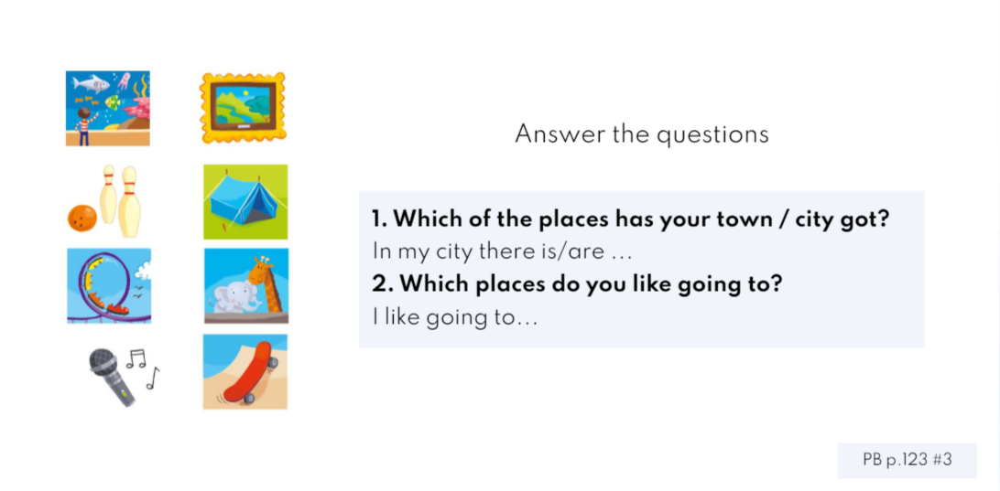 Answer the questions
1. Which of the places has your town / city got?
In my city there is/are ...
2. Which places do you like going to?
I like going to...
PB p.123 #3